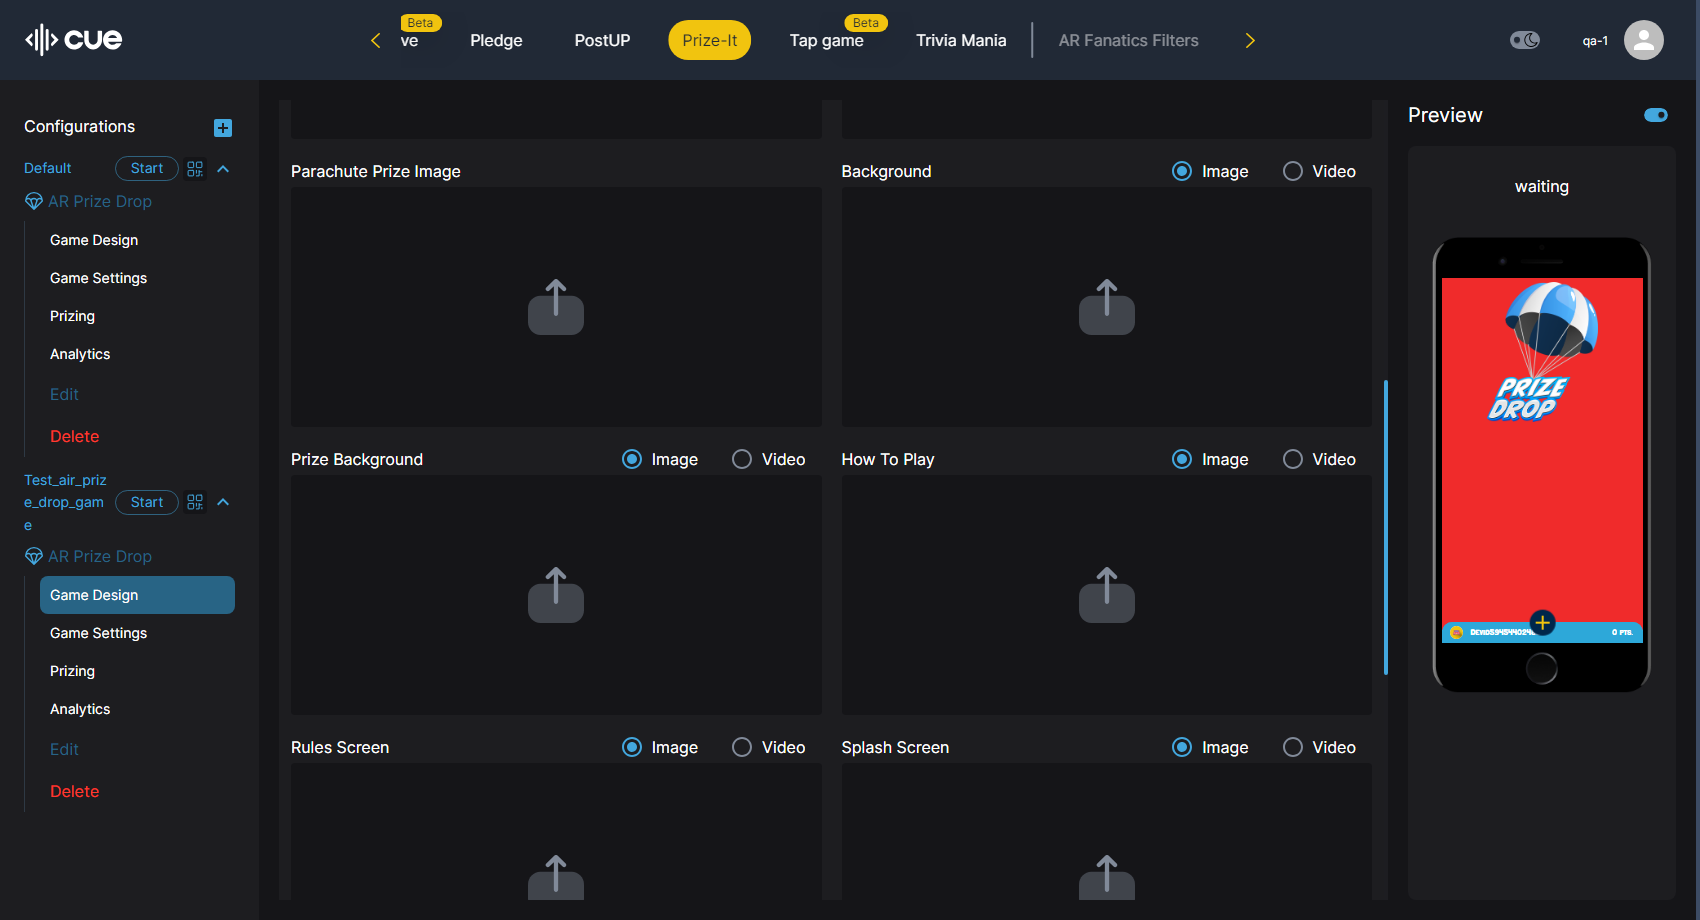 cue
Beta
ve
Pledge
PostUP
Prize-It
Beta
Tap game
Trivia Mania
AR Fanatics Filters
qa-1
Configurations
Default
Start
AR Prize Drop
Game Design
Game Settings
Prizing
Analytics
Edit
Delete
Test_air_priz
e_drop_gam
e
Start
AR Prize Drop
Game Design
Game Settings
Prizing
Analytics
Edit
Delete
Parachute Prize Image
Background
Image
Video
Prize Background
Image
Video
How To Play
Image
Video
Rules Screen
Image
Video
Splash Screen
Image
Video
Preview
waiting
PRIZE
DROP
0 PTS.